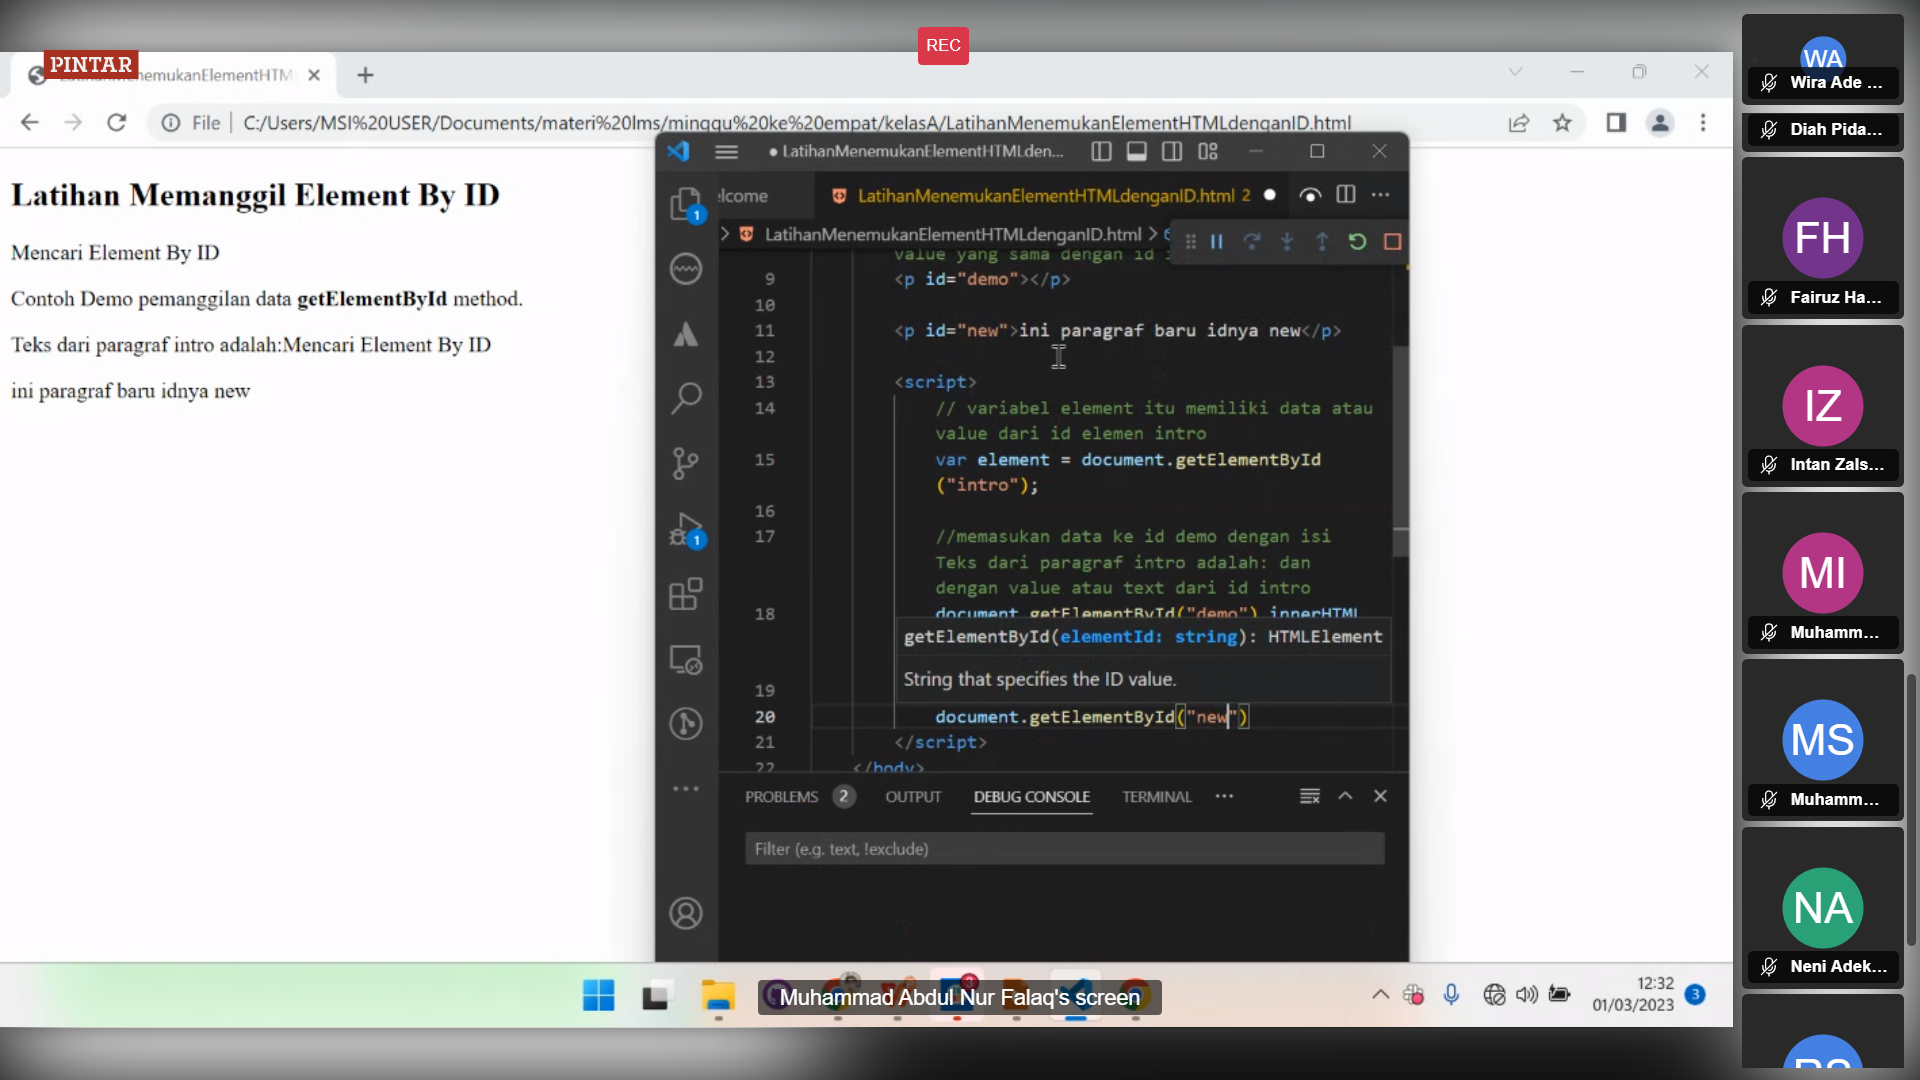 REC
PINTAR
emukanElementHTM
File
C:/Users/MSI%20USER/Documents/materi%20lms/minggu%20ke%20empat/kelasA/LatihanMenemukanElementHTMLdenganID.html
Latihan Memanggil Element By ID
Mencari Element By ID
Contoh Demo pemanggilan data getElementById method.
Teks dari paragraf intro adalah:Mencari Element By ID
ini paragraf baru idnya new
● LatihanMenemukanElementHTMLden...
elcome
LatihanMenemukanElementHTMLdenganID.html 2
> LatihanMenemukanElementHTMLdenganID.html >
value yang sama dengan id
9 <p id="demo"></p>
10
11 <p id="new">ini paragraf baru idnya new</p>
12
13 <script>
14 // variabel element itu memiliki data atau
value dari id elemen intro
15 var element = document.getElementById
("intro");
16
17 //memasukan data ke id demo dengan isi
Teks dari paragraf intro adalah: dan
dengan value atau text dari id intro
18 document.getElementById("demo").innerHTML
getElementById(elementId: string): HTMLElement
String that specifies the ID value.
19
20 document.getElementById("new")
21 </script>
22 </body>
1
1
PROBLEMS 2 OUTPUT DEBUG CONSOLE TERMINAL ···
Filter (e.g. text, !exclude)
Muhammad Abdul Nur Falaq's screen
3
12:32
01/03/2023
3
WA
Wira Ade ...
Diah Pida...
FH
Fairuz Ha...
IZ
Intan Zals...
MI
Muhamm...
MS
Muhamm...
NA
Neni Adek...